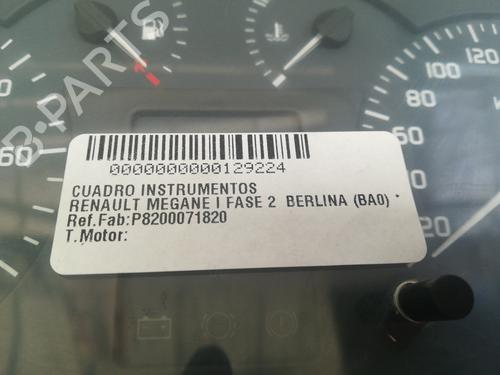 B-PARTS
120
100
80
60
60
20
0000000000129224
CUADRO INSTRUMENTOS
RENAULT MEGANE I FASE 2 BERLINA (BA0) *
Ref.Fab:P8200071820
T.Motor: